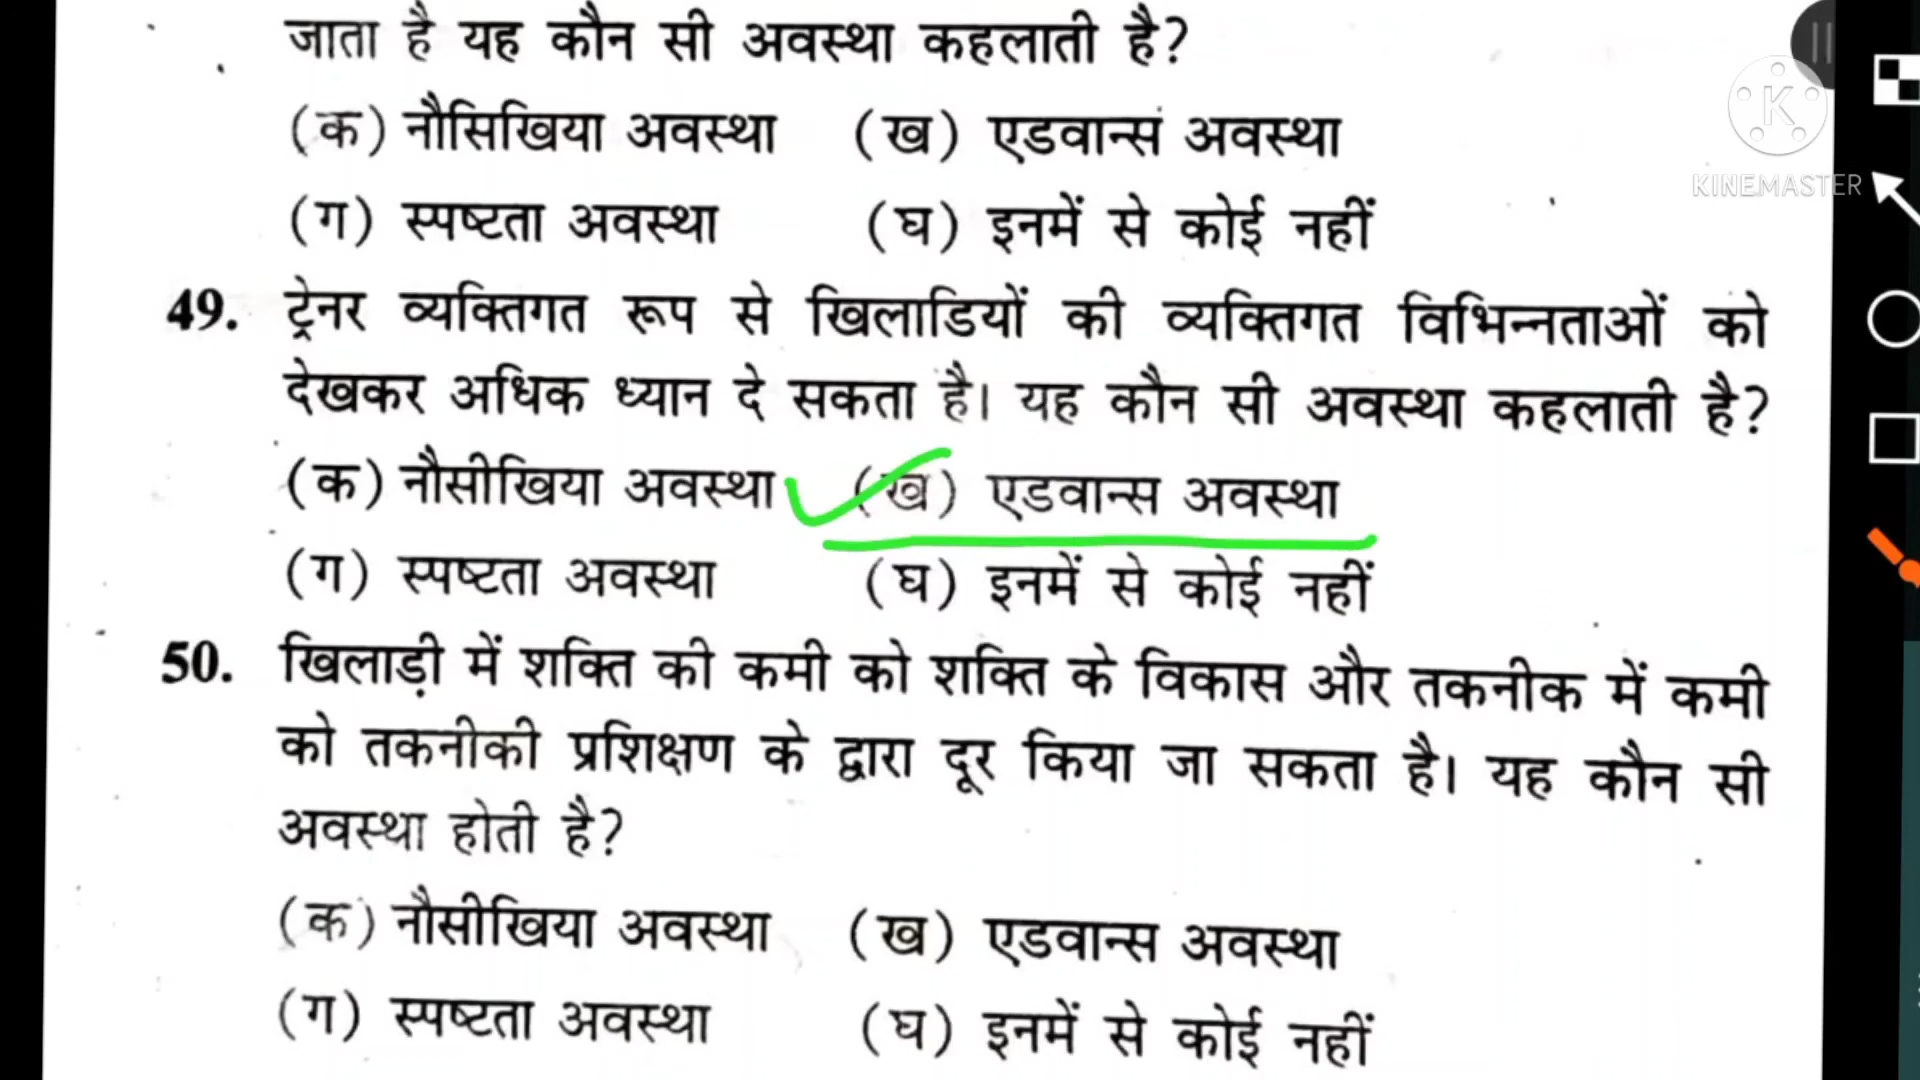 जाता है यह कौन सी अवस्था कहलाती है?
(क) नौसिखिया अवस्था (ख) एडवान्स अवस्था
(ग) स्पष्टता अवस्था (घ) इनमें से कोई नहीं
KINEMASTER
49. ट्रेनर व्यक्तिगत रूप से खिलाडियों की व्यक्तिगत विभिन्नताओं को
देखकर अधिक ध्यान दे सकता है। यह कौन सी अवस्था कहलाती है?
(क) नौसीखिया अवस्था (ख) एडवान्स अवस्था
(ग) स्पष्टता अवस्था (घ) इनमें से कोई नहीं
50. खिलाड़ी में शक्ति की कमी को शक्ति के विकास और तकनीक में कमी
को तकनीकी प्रशिक्षण के द्वारा दूर किया जा सकता है। यह कौन सी
अवस्था होती है?
(क) नौसीखिया अवस्था (ख) एडवान्स अवस्था
(ग) स्पष्टता अवस्था (घ) इनमें से कोई नहीं